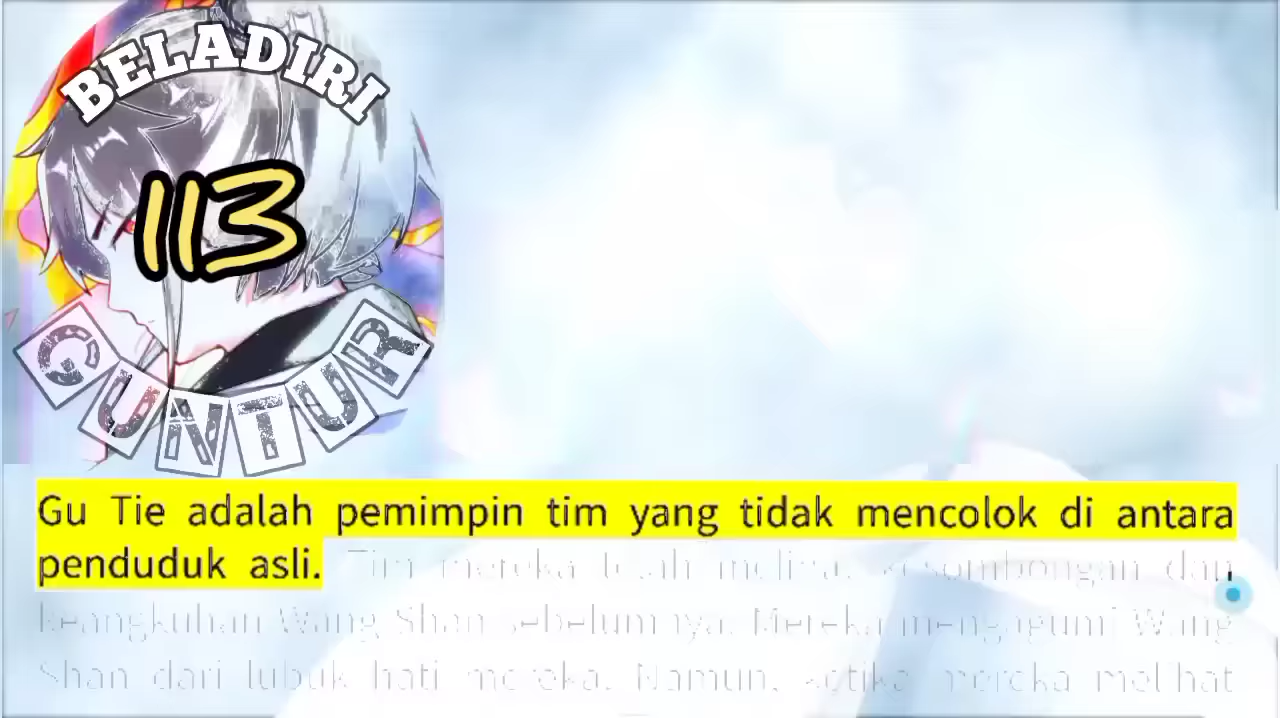 BELADIRI
113
GUNTUR
Gu Tie adalah pemimpin tim yang tidak mencolok di antara
penduduk asli. Tim mereka telah melihat kesombongan dan
keangkuhan Wang Shan sebelumnya. Mereka mengagumi Wang
Shan dari lubuk hati mereka. Namun, ketika mereka melihat